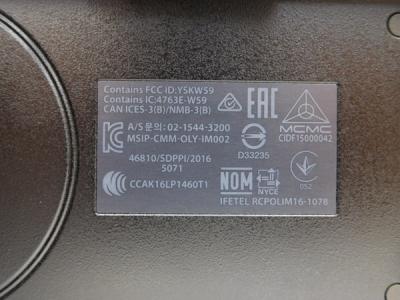 Contains FCC ID:YSKW59
Contains IC:4763E-W59
CAN ICES-3(B)/NMB-3(B)
EAC
MCMC
CIDF15000042
A/S 문의: 02-1544-3200
MSIP-CMM-OLY-IM002
D33235
46810/SDPPI/2016
5071
CCAK16LP1460T1
NOM
NYCE
052
IFETEL RCPOLIM16-1078